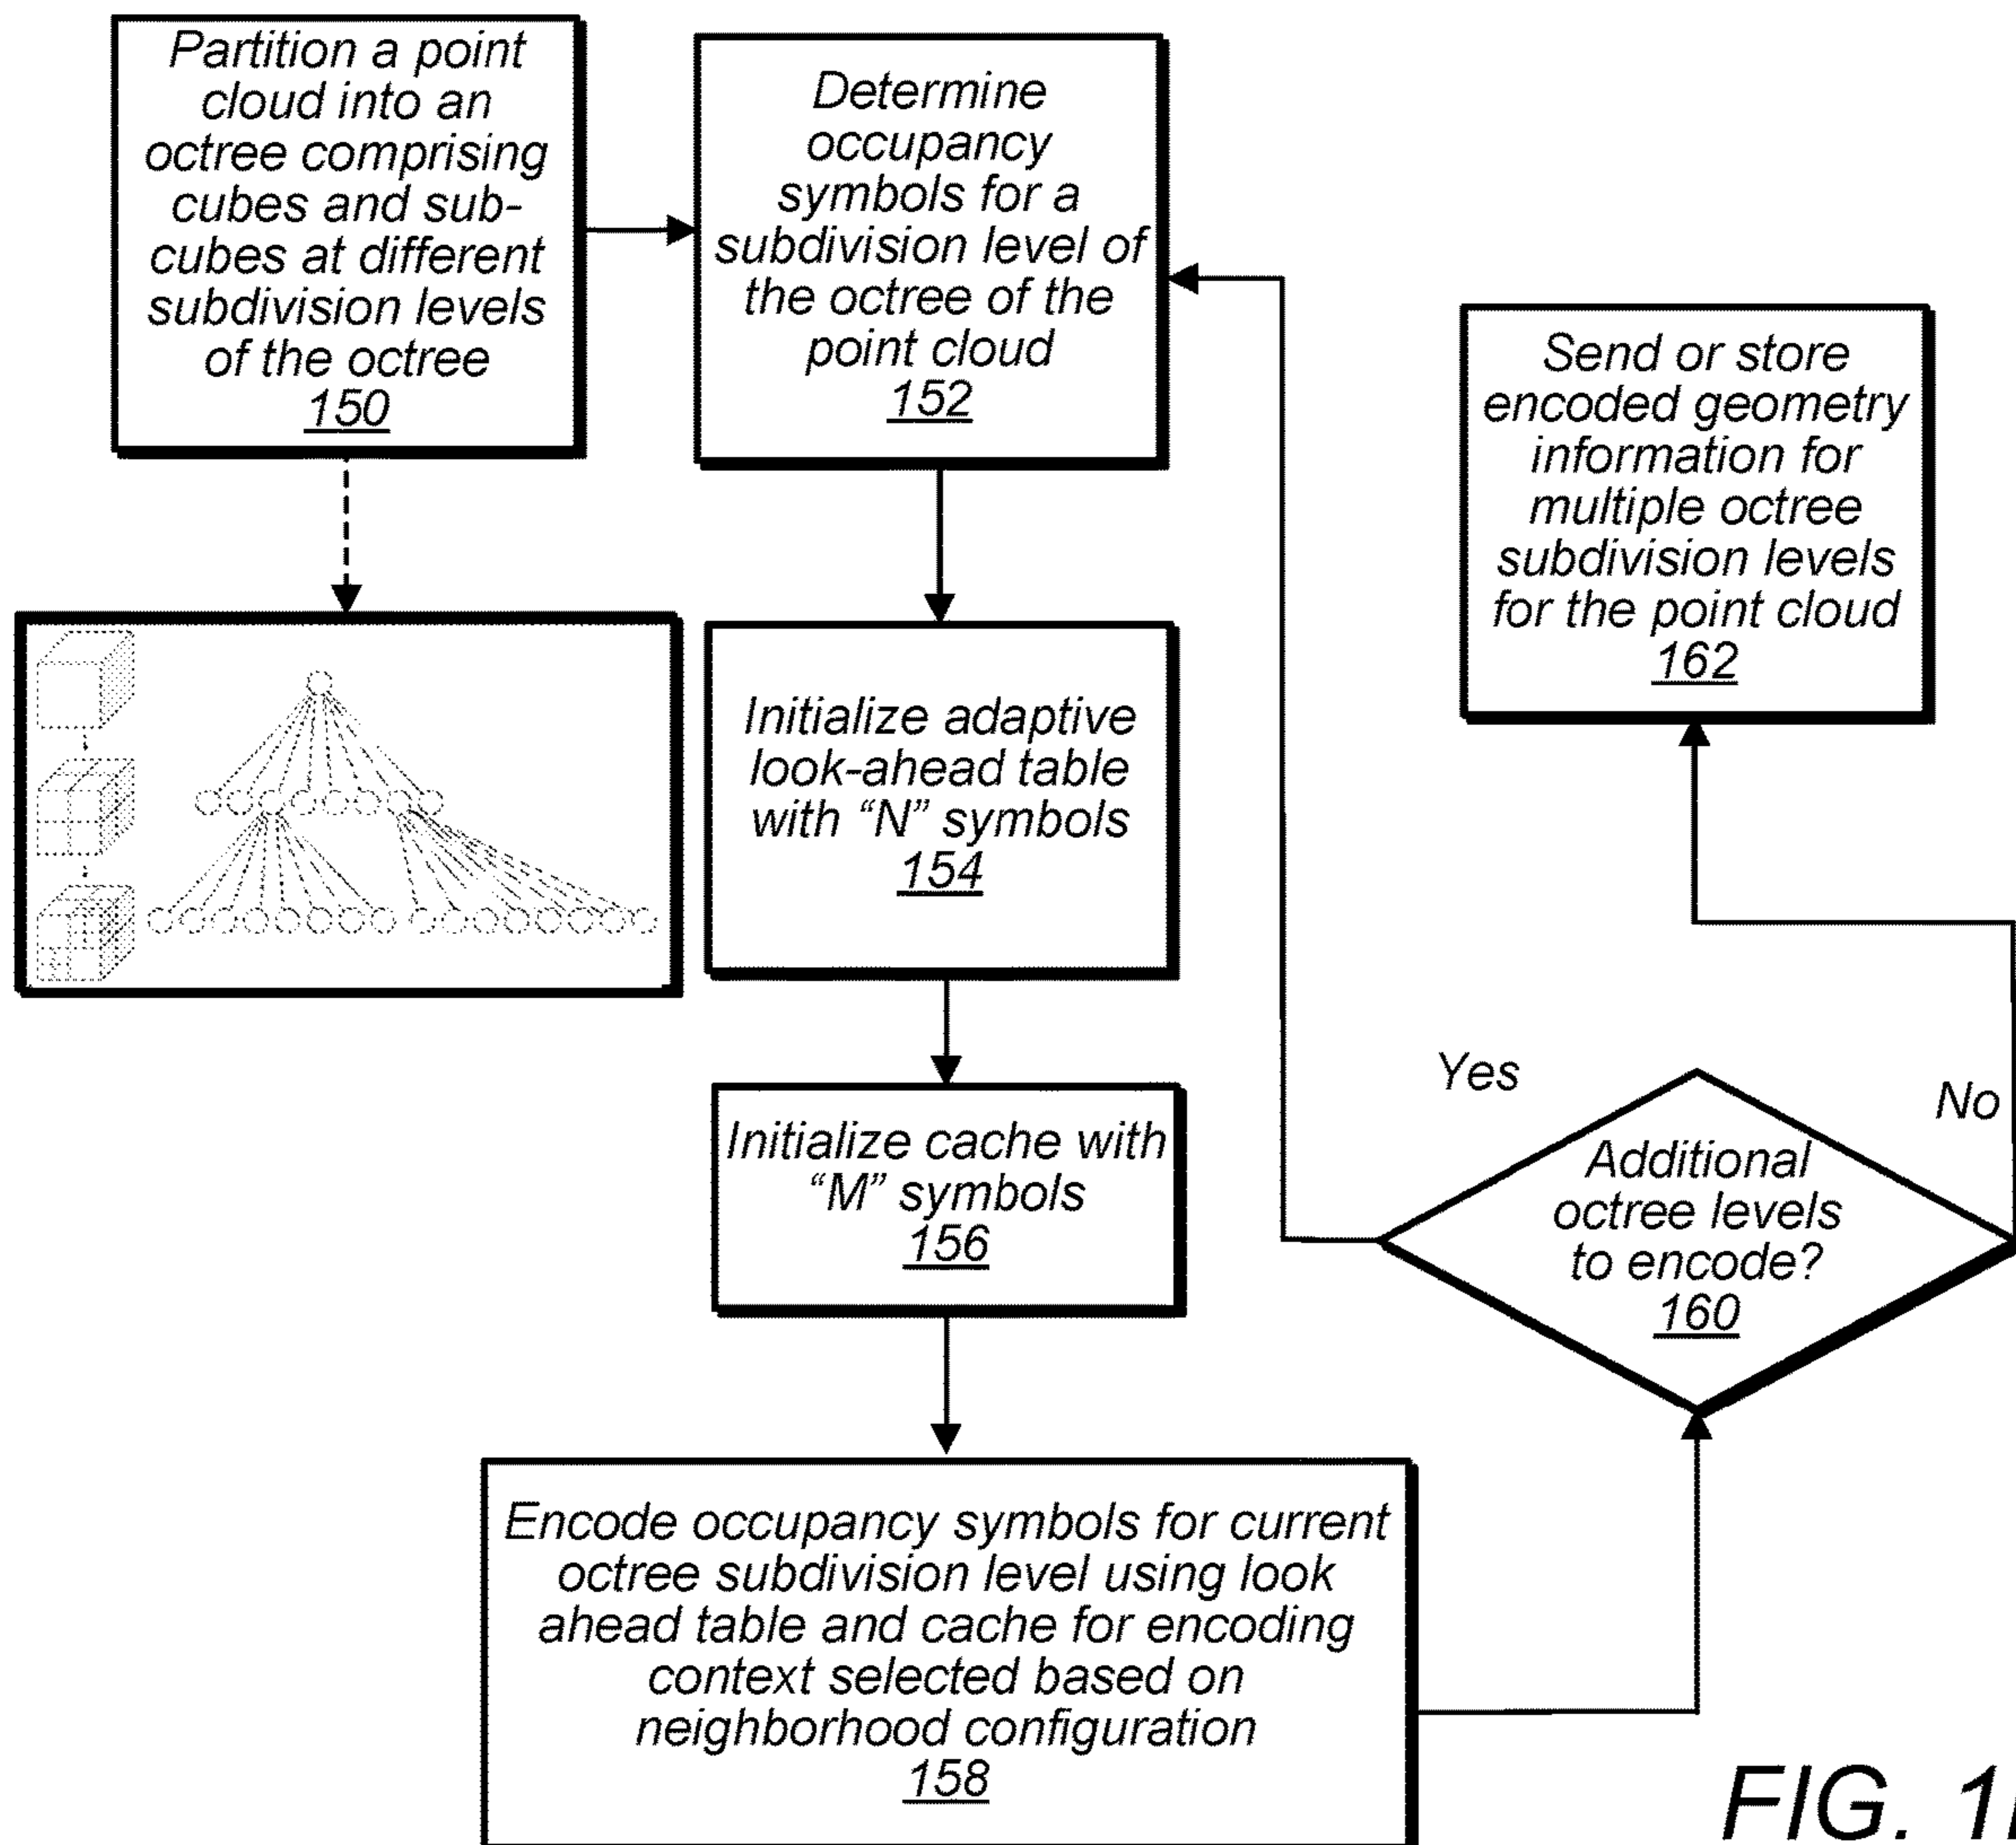 Partition a point
cloud into an
octree comprising
cubes and sub-
cubes at different
subdivision levels
of the octree
150
Determine
occupancy
symbols for a
subdivision level of
the octree of the
point cloud
152
Initialize adaptive
look-ahead table
with “N” symbols
154
Initialize cache with
“M” symbols
156
Encode occupancy symbols for current
octree subdivision level using look
ahead table and cache for encoding
context selected based on
neighborhood configuration
158
Additional
octree levels
to encode?
160
Yes
No
Send or store
encoded geometry
information for
multiple octree
subdivision levels
for the point cloud
162
FIG.